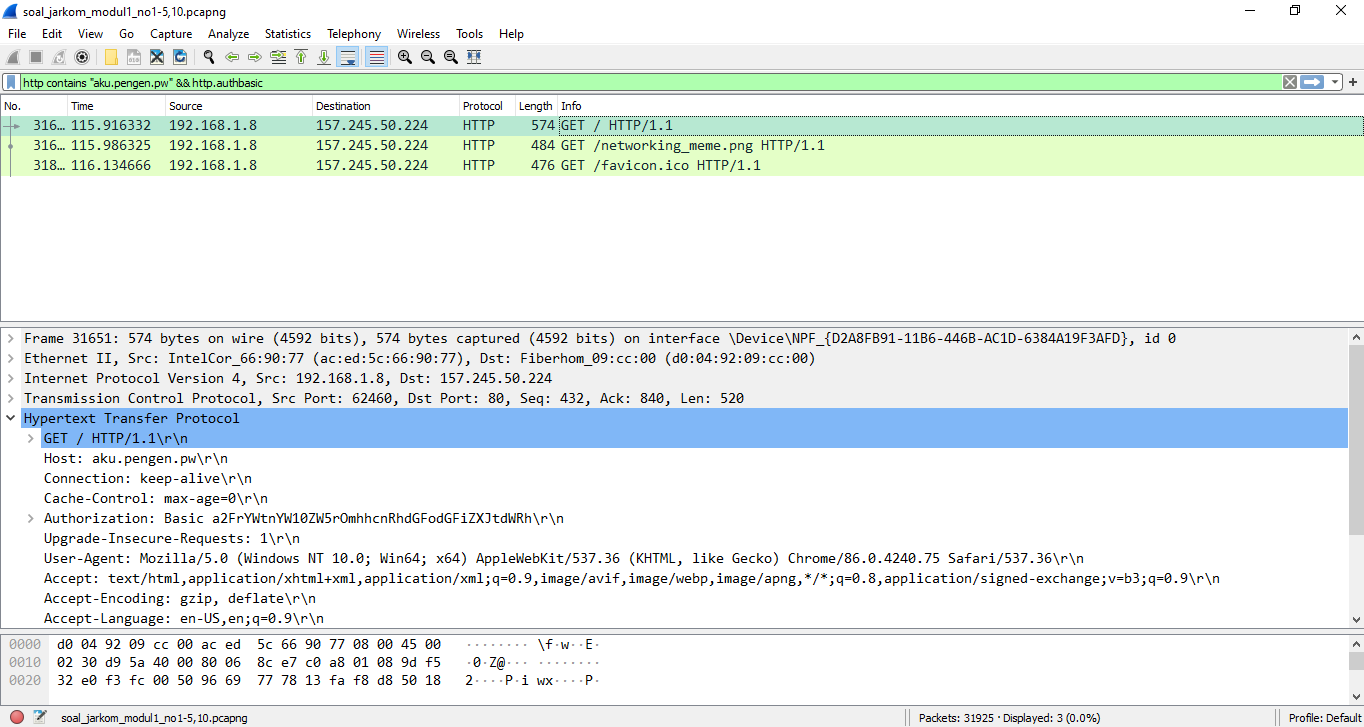 soal_jarkom_modul1_no1-5,10.pcapng
File Edit View Go Capture Analyze Statistics Telephony Wireless Tools Help
http contains "aku.pengen.pw" && http.authbasic
No. Time Source Destination Protocol Length Info
316… 115.916332 192.168.1.8 157.245.50.224 HTTP 574 GET / HTTP/1.1
316… 115.986325 192.168.1.8 157.245.50.224 HTTP 484 GET /networking_meme.png HTTP/1.1
318… 116.134666 192.168.1.8 157.245.50.224 HTTP 476 GET /favicon.ico HTTP/1.1
Frame 31651: 574 bytes on wire (4592 bits), 574 bytes captured (4592 bits) on interface \Device\NPF_{D2A8FB91-11B6-446B-AC1D-6384A19F3AFD}, id 0
Ethernet II, Src: IntelCor_66:90:77 (ac:ed:5c:66:90:77), Dst: Fiberhom_09:cc:00 (d0:04:92:09:cc:00)
Internet Protocol Version 4, Src: 192.168.1.8, Dst: 157.245.50.224
Transmission Control Protocol, Src Port: 62460, Dst Port: 80, Seq: 432, Ack: 840, Len: 520
Hypertext Transfer Protocol
GET / HTTP/1.1\r\n
Host: aku.pengen.pw\r\n
Connection: keep-alive\r\n
Cache-Control: max-age=0\r\n
Authorization: Basic a2FrYWtnYW10ZW5rOmhhcnRhdGFodGFiZXJtdWRh\r\n
Upgrade-Insecure-Requests: 1\r\n
User-Agent: Mozilla/5.0 (Windows NT 10.0; Win64; x64) AppleWebKit/537.36 (KHTML, like Gecko) Chrome/86.0.4240.75 Safari/537.36\r\n
Accept: text/html,application/xhtml+xml,application/xml;q=0.9,image/avif,image/webp,image/apng,*/*;q=0.8,application/signed-exchange;v=b3;q=0.9\r\n
Accept-Encoding: gzip, deflate\r\n
Accept-Language: en-US,en;q=0.9\r\n
0000 d0 04 92 09 cc 00 ac ed 5c 66 90 77 08 00 45 00 ········ \f·w··E·
0010 02 30 d9 5a 40 00 80 06 8c e7 c0 a8 01 08 9d f5 ·0·Z@··· ········
0020 32 e0 f3 fc 00 50 96 69 77 78 13 fa f8 d8 50 18 2····P·i wx····P·
soal_jarkom_modul1_no1-5,10.pcapng
Packets: 31925 · Displayed: 3 (0.0%)
Profile: Default